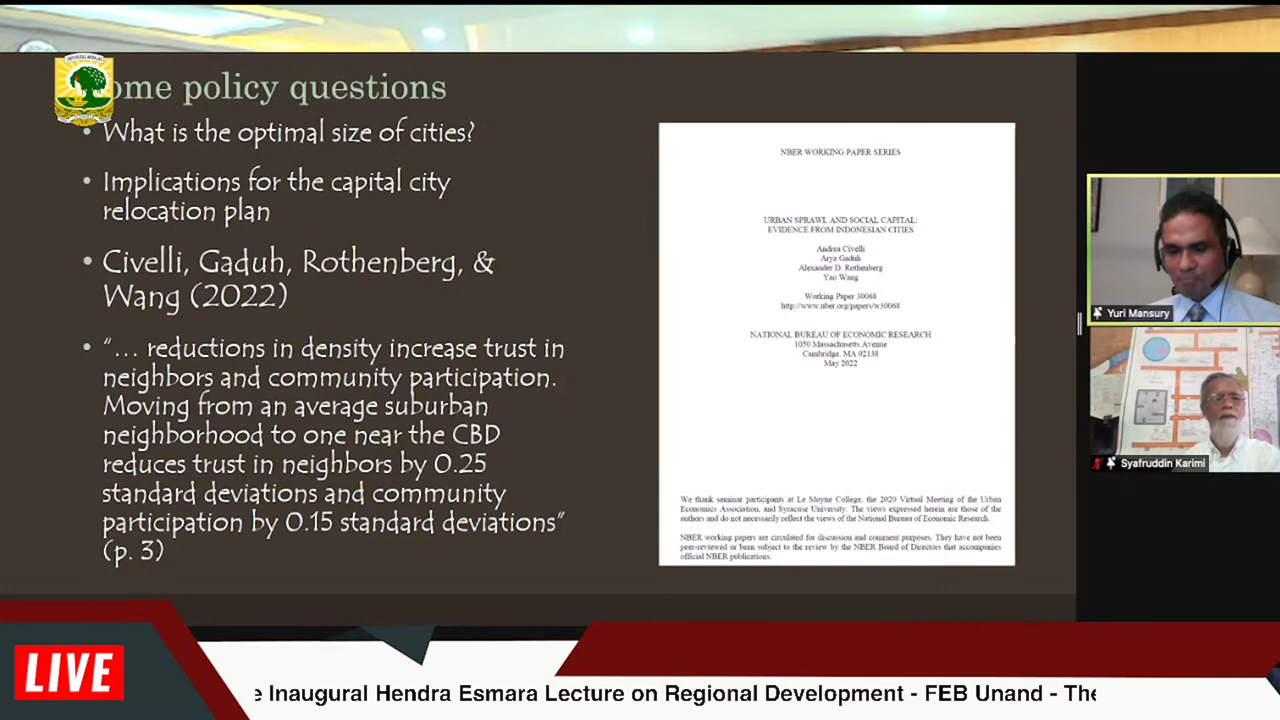 ome policy questions
• What is the optimal size of cities?
• Implications for the capital city
relocation plan
• Civelli, Gaduh, Rothenberg, &
Wang (2022)
• “… reductions in density increase trust in
neighbors and community participation.
Moving from an average suburban
neighborhood to one near the CBD
reduces trust in neighbors by 0.25
standard deviations and community
participation by 0.15 standard deviations”
(p. 3)
NBER WORKING PAPER SERIES
URBAN SPRAWL AND SOCIAL CAPITAL:
EVIDENCE FROM INDONESIAN CITIES
Andrea Civelli
Arya Gaduh
Alexander D. Rothenberg
Yao Wang
Working Paper 30068
http://www.nber.org/papers/w30068
NATIONAL BUREAU OF ECONOMIC RESEARCH
1050 Massachusetts Avenue
Cambridge, MA 02138
May 2022
We thank seminar participants at Le Moyne College, the 2020 Virtual Meeting of the Urban
Economics Association, and Syracuse University. The views expressed herein are those of the
authors and do not necessarily reflect the views of the National Bureau of Economic Research.
NBER working papers are circulated for discussion and comment purposes. They have not been
peer-reviewed or been subject to the review by the NBER Board of Directors that accompanies
official NBER publications.
Yuri Mansury
Syafruddin Karimi
LIVE
e Inaugural Hendra Esmara Lecture on Regional Development - FEB Unand - The